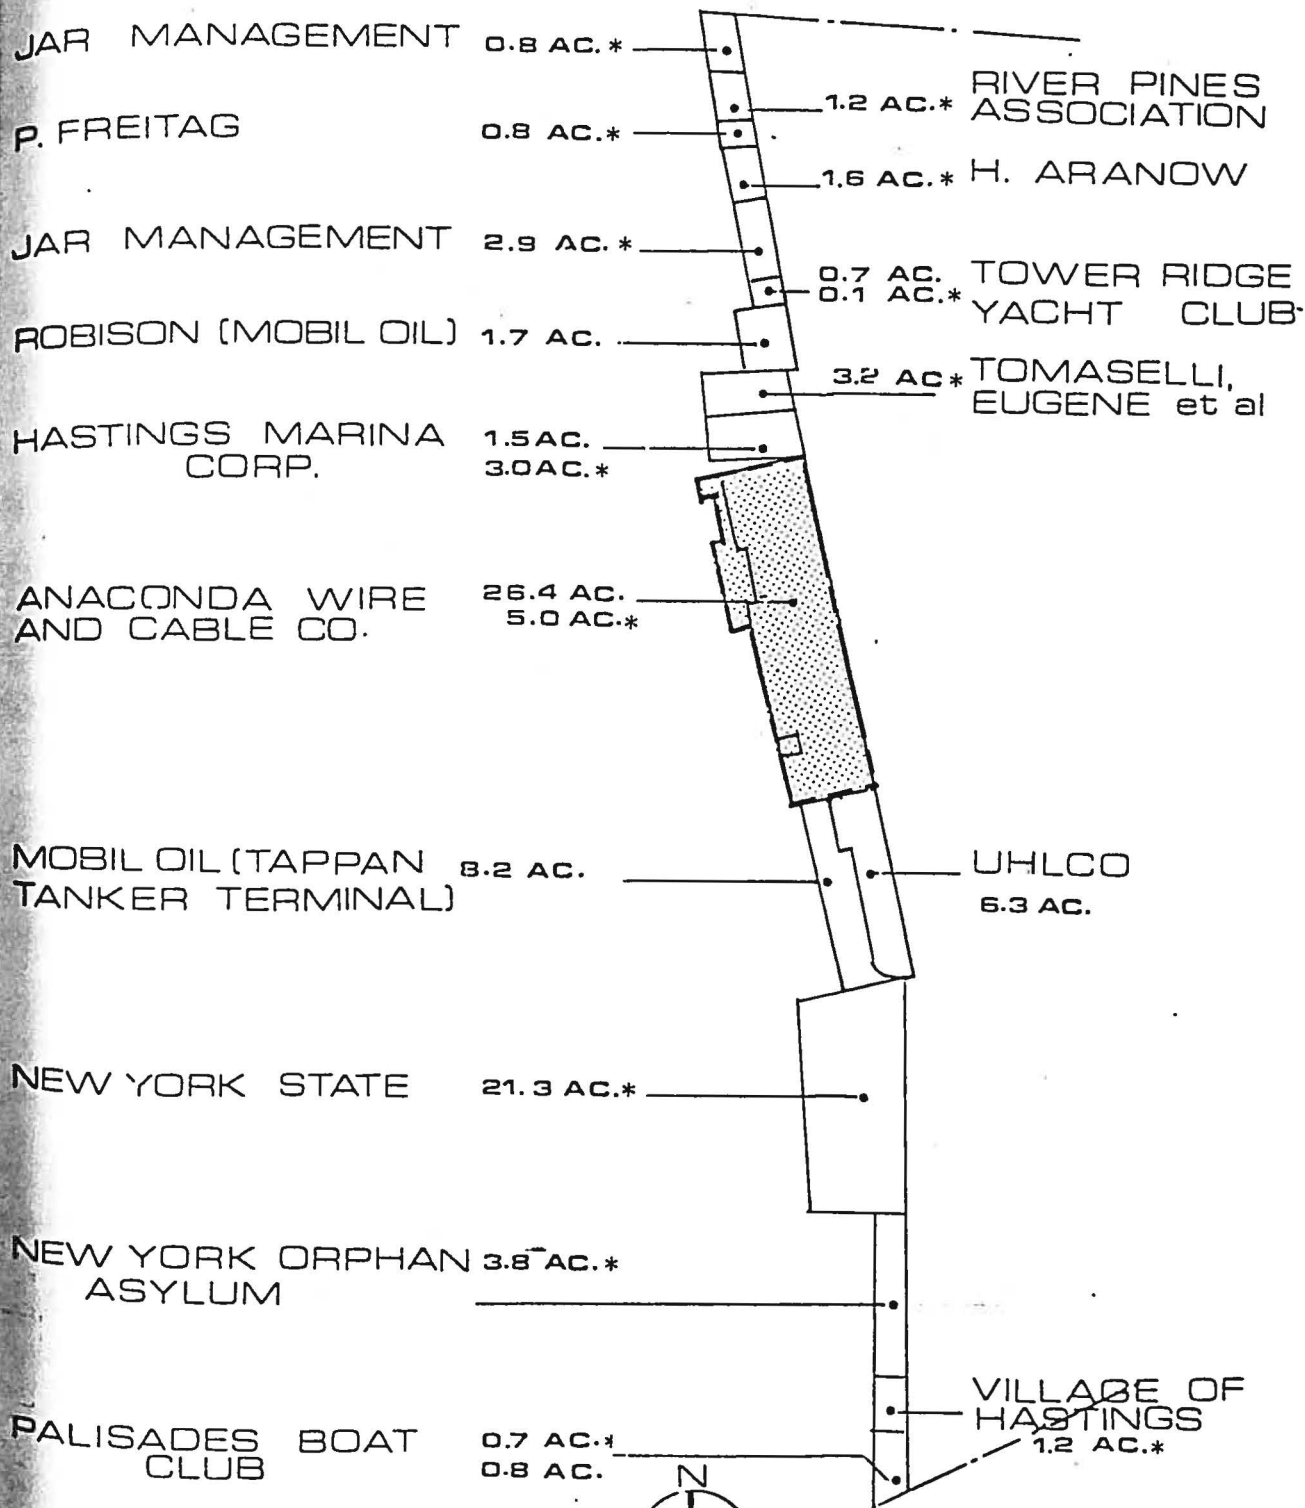 JAR MANAGEMENT 0.8 AC.*
RIVER PINES
1.2 AC.* ASSOCIATION
P. FREITAG 0.8 AC.*
1.6 AC.* H. ARANOW
JAR MANAGEMENT 2.9 AC.*
0.7 AC. TOWER RIDGE
0.1 AC.* YACHT CLUB
ROBISON (MOBIL OIL) 1.7 AC.
3.2 AC* TOMASELLI,
EUGENE et al
HASTINGS MARINA 1.5 AC.
CORP. 3.0 AC.*
ANACONDA WIRE 26.4 AC.
AND CABLE CO. 5.0 AC.*
MOBIL OIL (TAPPAN 8.2 AC.
TANKER TERMINAL)
UHLCO
6.3 AC.
NEW YORK STATE 21.3 AC.*
NEW YORK ORPHAN 3.8 AC.*
ASYLUM
VILLAGE OF
HASTINGS
1.2 AC.*
PALISADES BOAT 0.7 AC.*
CLUB 0.8 AC.
N